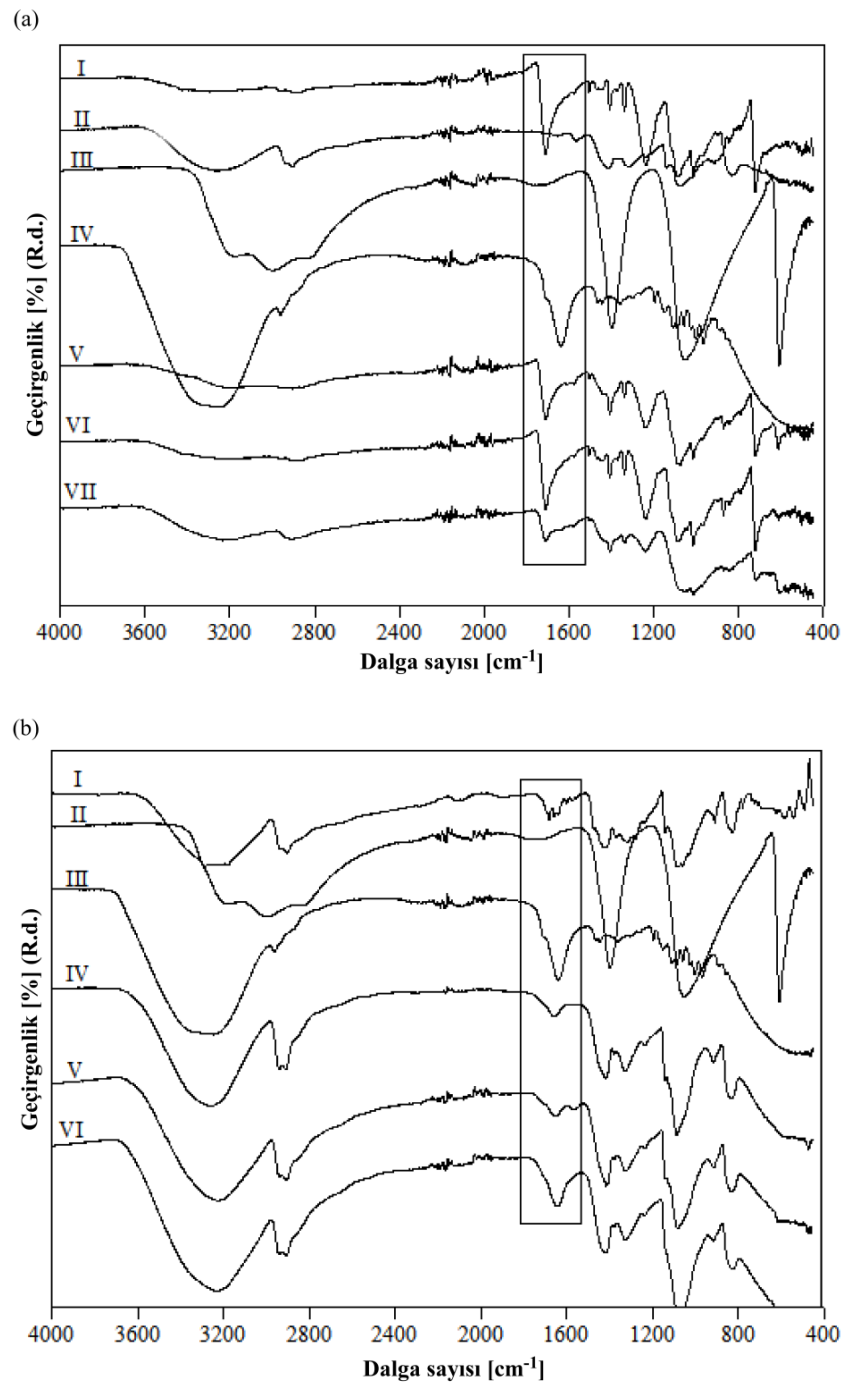 (a)
I
II
III
IV
V
VI
VII
Geçirgenlik [%] (R.d.)
4000 3600 3200 2800 2400 2000 1600 1200 800 400
Dalga sayısı [cm⁻¹]
(b)
I
II
III
IV
V
VI
Geçirgenlik [%] (R.d.)
4000 3600 3200 2800 2400 2000 1600 1200 800 400
Dalga sayısı [cm⁻¹]